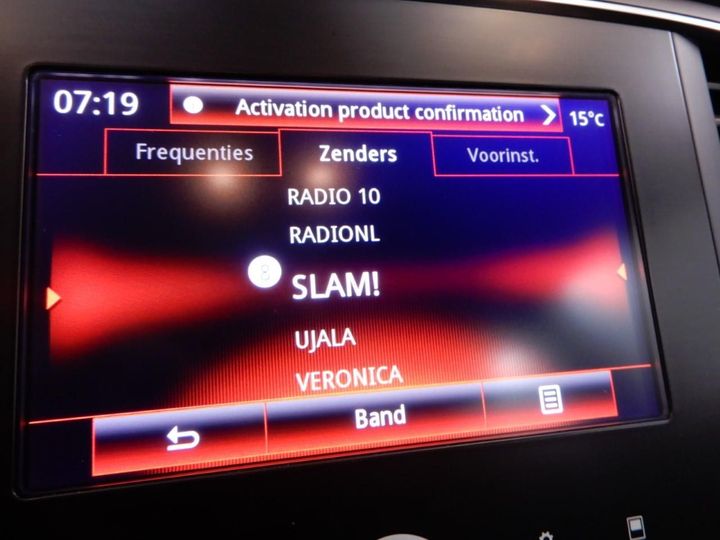 07:19 Activation product confirmation 15°C
Frequenties Zenders Voorinst.
RADIO 10
RADIONL
8 SLAM!
UJALA
VERONICA
Band